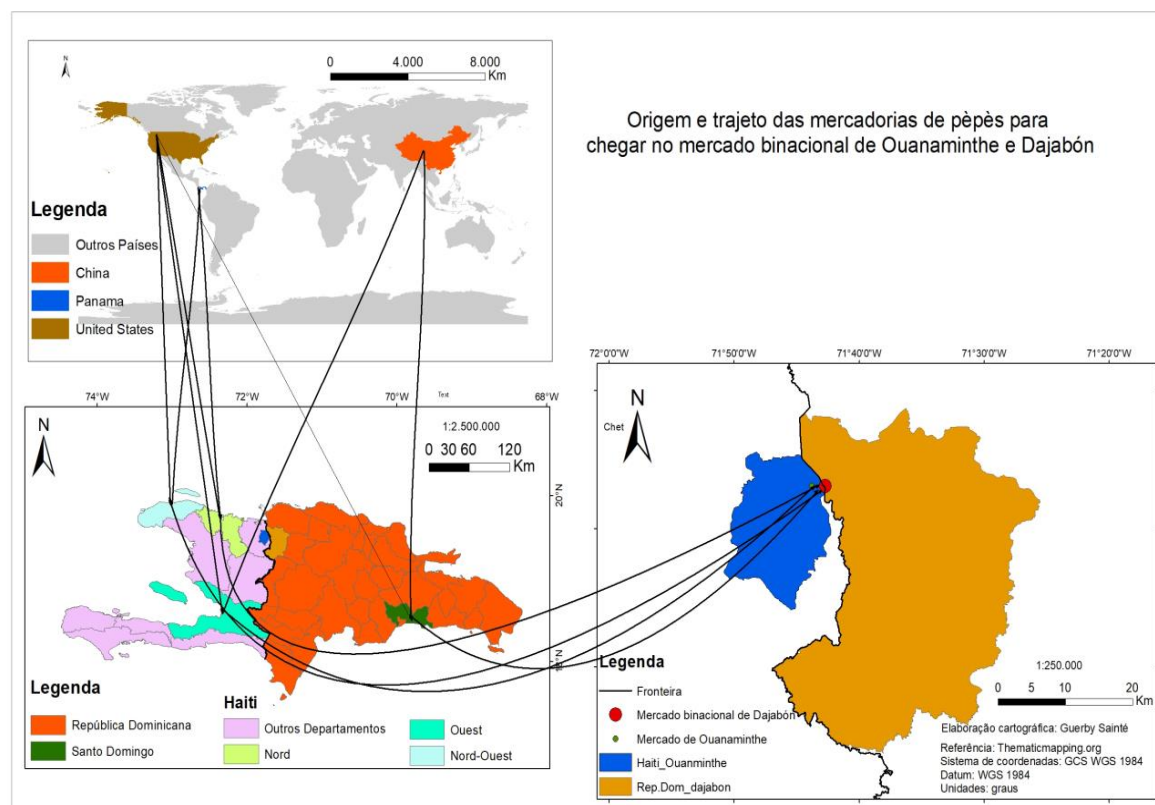 Origem e trajeto das mercadorias de pèpès para
chegar no mercado binacional de Ouanaminthe e Dajabón
N
0 4.000 8.000
Km
Legenda
Outros Países
China
Panama
United States
74°W 72°W 70°W 68°W
Text
N
1:2.500.000
0 30 60 120
Km
20°N
Legenda
República Dominicana
Santo Domingo
Haiti
Outros Departamentos
Nord
Ouest
Nord-Ouest
72°0'0"W 71°50'0"W 71°40'0"W 71°30'0"W 71°20'0"W
N
Chet
Legenda
Fronteira
Mercado binacional de Dajabón
Mercado de Ouanaminthe
Haiti_Ouanminthe
Rep.Dom_dajabon
1:250.000
0 10 20
Km
Elaboração cartográfica: Guerby Sainté
Referência: Thematicmapping.org
Sistema de coordenadas: GCS WGS 1984
Datum: WGS 1984
Unidades: graus